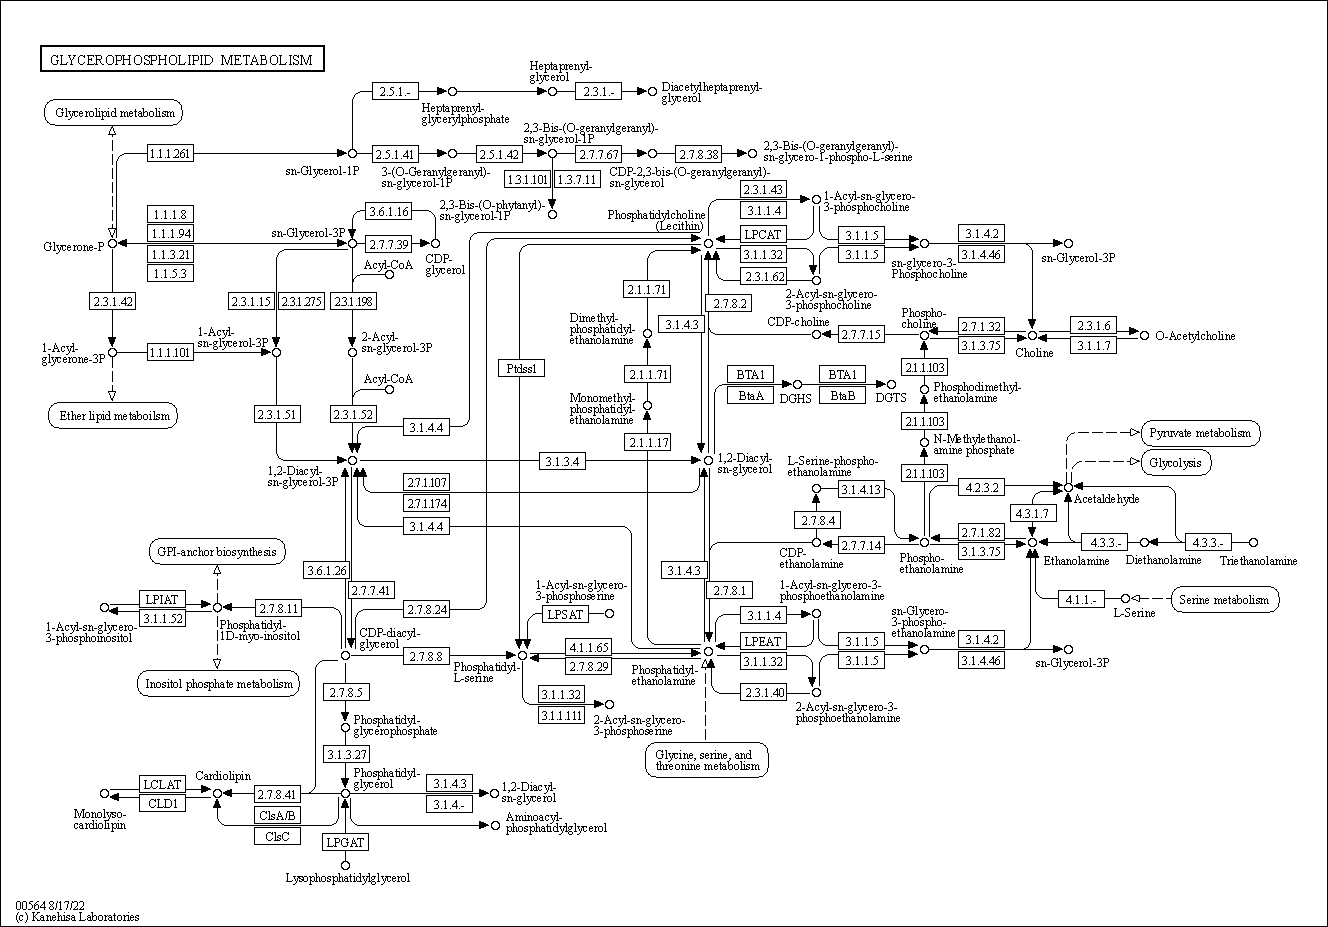 GLYCEROPHOSPHOLIPID METABOLISM
Heptaprenyl-
glycerol
2.5.1.-
2.3.1.-
Diacetylheptaprenyl-
glycerol
Heptaprenyl-
glycerylphosphate
Glycerolipid metabolism
2,3-Bis-(O-geranylgeranyl)-
sn-glycerol-1P
1.1.1.261
2.5.1.41
2.5.1.42
2.7.7.67
2.7.8.38
2,3-Bis-(O-geranylgeranyl)-
sn-glycero-1-phospho-L-serine
sn-Glycerol-1P
3-(O-Geranylgeranyl)-
sn-glycerol-1P
1.3.1.101
1.3.7.11
CDP-2,3-bis-(O-geranylgeranyl)-
sn-glycerol
2,3-Bis-(O-phytanyl)-
sn-glycerol-1P
Phosphatidylcholine
(Lecithin)
2.3.1.43
3.1.1.4
1-Acyl-sn-glycero-
3-phosphocholine
1.1.1.8
1.1.1.94
1.1.3.21
1.1.5.3
3.6.1.16
sn-Glycerol-3P
2.7.7.39
CDP-
glycerol
Glycerone-P
LPCAT
3.1.1.32
2.3.1.62
3.1.1.5
3.1.1.5
3.1.4.2
3.1.4.46
sn-glycero-3-
Phosphocholine
sn-Glycerol-3P
Acyl-CoA
2-Acyl-sn-glycero-
3-phosphocholine
2.3.1.42
2.3.1.15
2.3.1.275
2.3.1.198
2.1.1.71
2.7.8.2
3.1.4.3
CDP-choline
2.7.7.15
Phospho-
choline
2.7.1.32
3.1.3.75
Choline
2.3.1.6
3.1.1.7
O-Acetylcholine
Dimethyl-
phosphatidyl-
ethanolamine
1-Acyl-
glycerone-3P
1.1.1.101
1-Acyl-
sn-glycerol-3P
2-Acyl-
sn-glycerol-3P
Acyl-CoA
Ptdss1
2.1.1.71
BTA1
BtaA
DGHS
BTA1
BtaB
DGTS
2.1.1.103
Phosphodimethyl-
ethanolamine
Ether lipid metaboilsm
2.3.1.51
2.3.1.52
3.1.4.4
Monomethyl-
phosphatidyl-
ethanolamine
2.1.1.17
2.1.1.103
N-Methylethanol-
amine phosphate
Pyruvate metabolism
Glycolysis
1,2-Diacyl-
sn-glycerol-3P
3.1.3.4
1,2-Diacyl-
sn-glycerol
L-Serine-phospho-
ethanolamine
2.1.1.103
2.7.1.107
2.7.1.174
3.1.4.4
3.1.4.13
4.2.3.2
Acetaldehyde
4.3.1.7
2.7.8.4
GPI-anchor biosynthesis
CDP-
ethanolamine
2.7.7.14
Phospho-
ethanolamine
2.7.1.82
3.1.3.75
Ethanolamine
4.3.3.-
Diethanolamine
4.3.3.-
Triethanolamine
3.6.1.26
2.7.7.41
3.1.4.3
2.7.8.1
1-Acyl-sn-glycero-
3-phosphoserine
1-Acyl-sn-glycero-3-
phosphoethanolamine
4.1.1.-
L-Serine
Serine metabolism
LPIAT
3.1.1.52
1-Acyl-sn-glycero-
3-phosphoinositol
2.7.8.11
Phosphatidyl-
1D-myo-inositol
2.7.8.24
LPSAT
3.1.1.4
sn-Glycero-
3-phospho-
ethanolamine
CDP-diacyl-
glycerol
2.7.8.8
Phosphatidyl-
L-serine
4.1.1.65
2.7.8.29
Phosphatidyl-
ethanolamine
LPEAT
3.1.1.32
2.3.1.40
3.1.1.5
3.1.1.5
3.1.4.2
3.1.4.46
sn-Glycerol-3P
Inositol phosphate metabolism
2.7.8.5
3.1.1.32
3.1.1.111
2-Acyl-sn-glycero-
3-phosphoserine
2-Acyl-sn-glycero-3-
phosphoethanolamine
Phosphatidyl-
glycerophosphate
3.1.3.27
Glycine, serine, and
threonine metabolism
LCLAT
CLD1
Monolyso-
cardiolipin
Cardiolipin
2.7.8.41
ClsA/B
ClsC
Phosphatidyl-
glycerol
3.1.4.3
3.1.4.-
1,2-Diacyl-
sn-glycerol
Aminoacyl-
phosphatidylglycerol
LPGAT
Lysophosphatidylglycerol
00564 8/17/22
(c) Kanehisa Laboratories